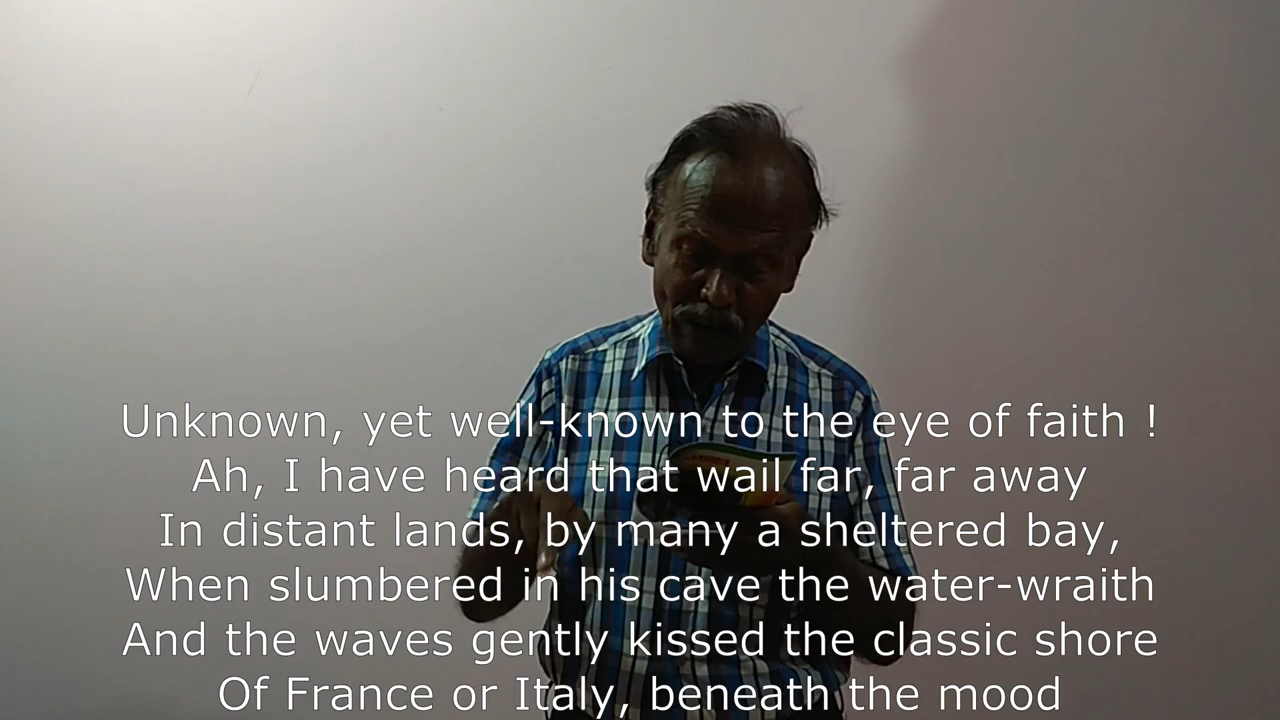 Unknown, yet well-known to the eye of faith !
Ah, I have heard that wail far, far away
In distant lands, by many a sheltered bay,
When slumbered in his cave the water-wraith
And the waves gently kissed the classic shore
Of France or Italy, beneath the mood